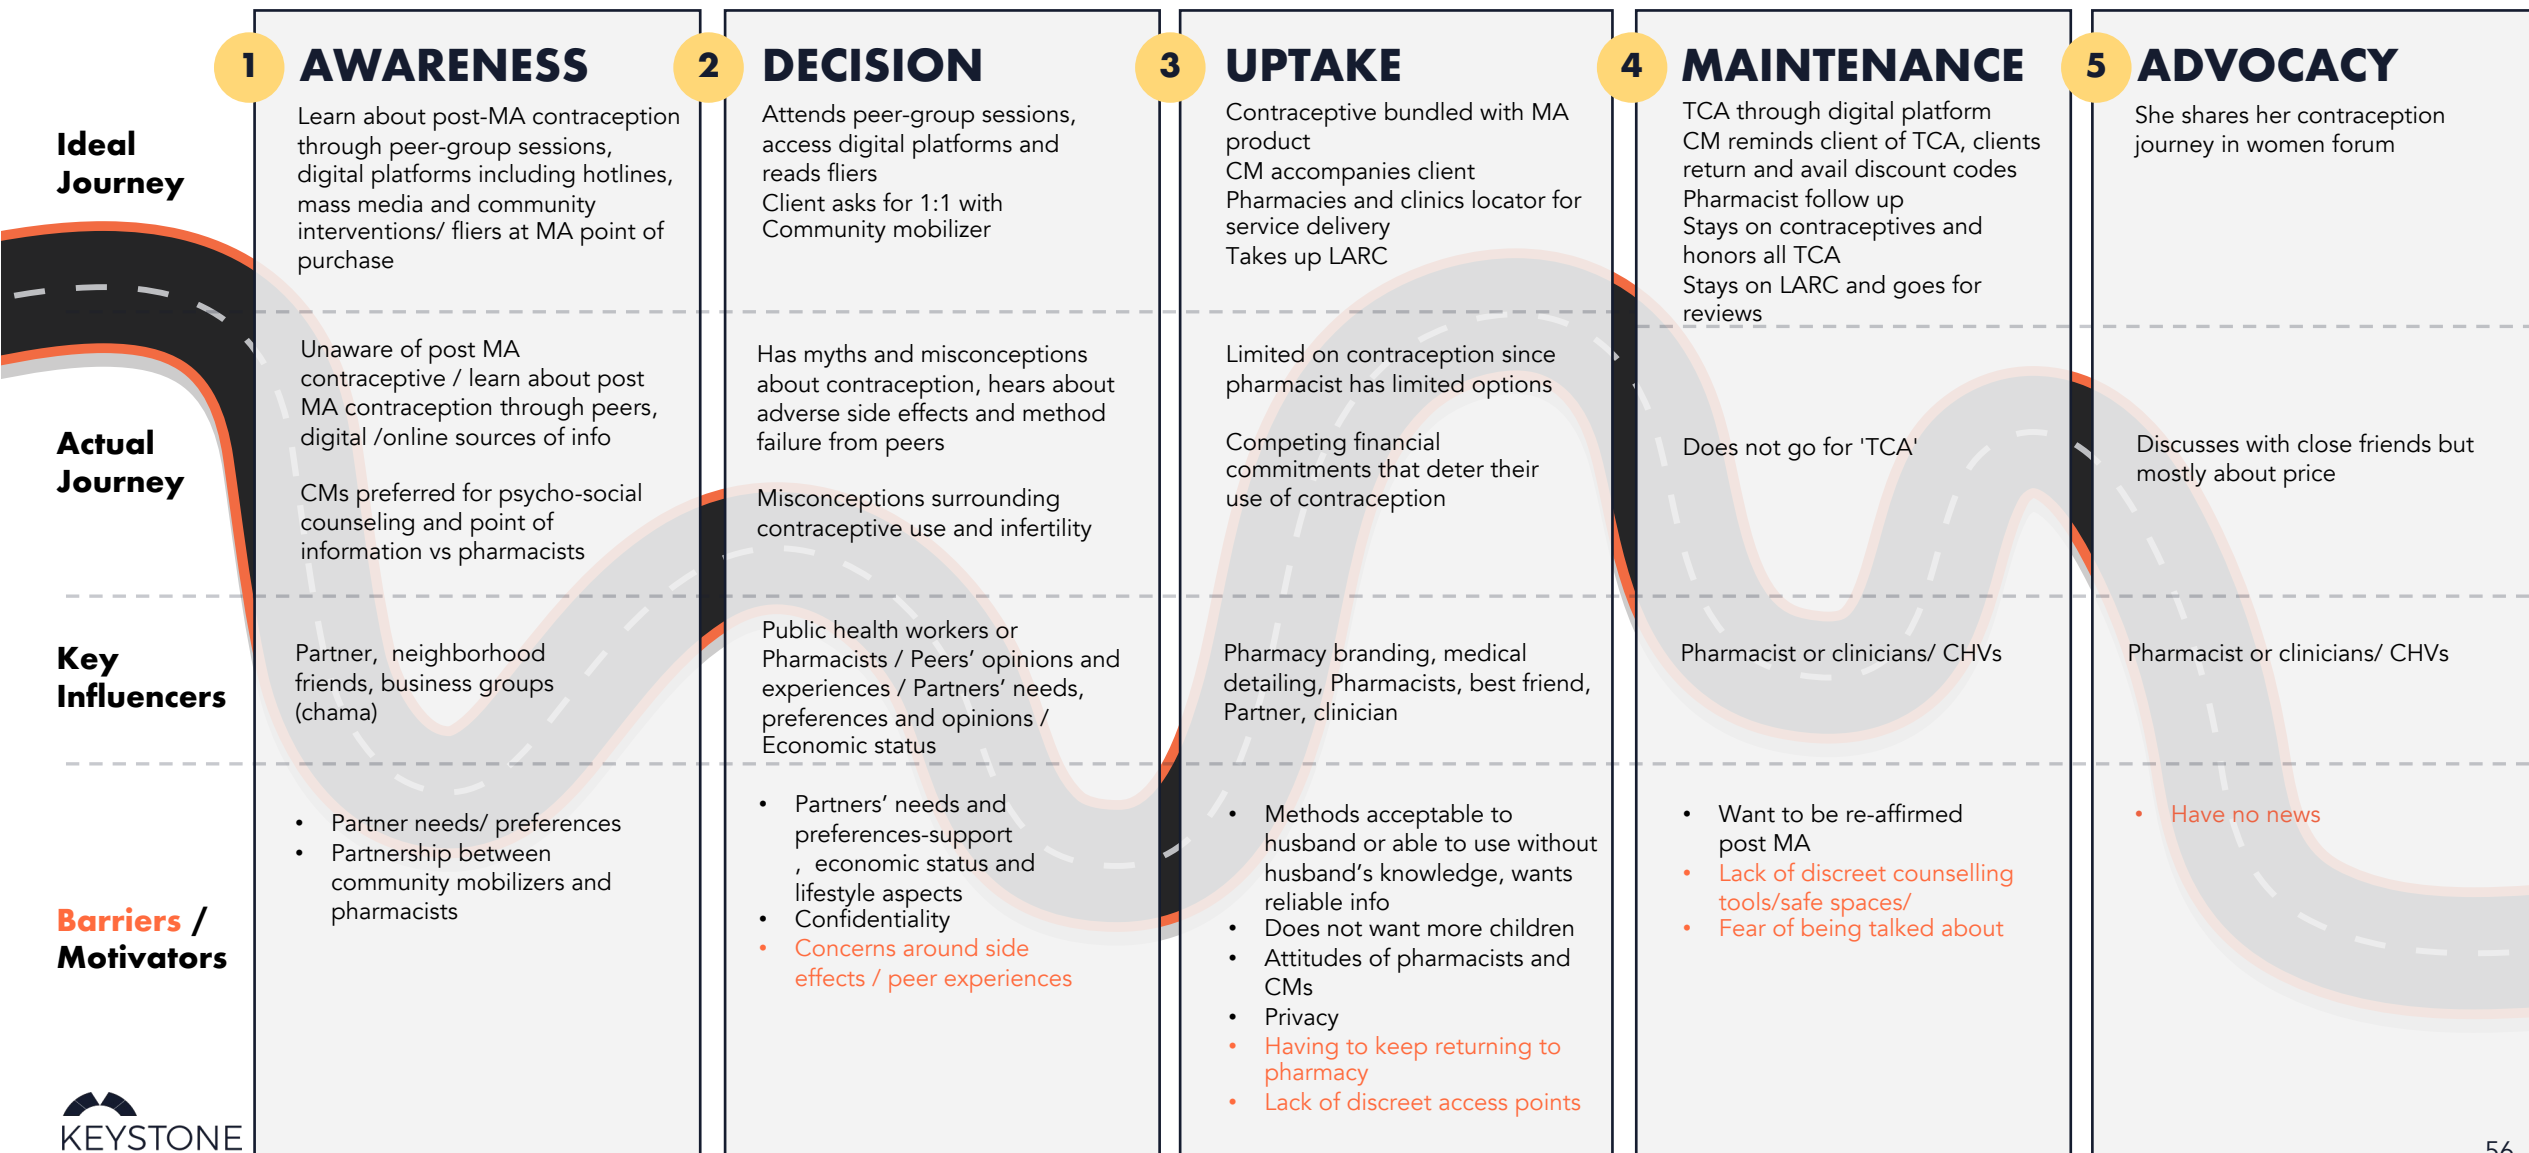 1 AWARENESS
2 DECISION
3 UPTAKE
4 MAINTENANCE
5 ADVOCACY
Ideal
Journey
Learn about post-MA contraception
through peer-group sessions,
digital platforms including hotlines,
mass media and community
interventions/ fliers at MA point of
purchase
Attends peer-group sessions,
access digital platforms and
reads fliers
Client asks for 1:1 with
Community mobilizer
Contraceptive bundled with MA
product
CM accompanies client
Pharmacies and clinics locator for
service delivery
Takes up LARC
TCA through digital platform
CM reminds client of TCA, clients
return and avail discount codes
Pharmacist follow up
Stays on contraceptives and
honors all TCA
Stays on LARC and goes for
reviews
She shares her contraception
journey in women forum
Actual
Journey
Unaware of post MA
contraceptive / learn about post
MA contraception through peers,
digital /online sources of info
CMs preferred for psycho-social
counseling and point of
information vs pharmacists
Has myths and misconceptions
about contraception, hears about
adverse side effects and method
failure from peers
Misconceptions surrounding
contraceptive use and infertility
Limited on contraception since
pharmacist has limited options
Competing financial
commitments that deter their
use of contraception
Does not go for 'TCA'
Discusses with close friends but
mostly about price
Key
Influencers
Partner, neighborhood
friends, business groups
(chama)
Public health workers or
Pharmacists / Peers’ opinions and
experiences / Partners’ needs,
preferences and opinions /
Economic status
Pharmacy branding, medical
detailing, Pharmacists, best friend,
Partner, clinician
Pharmacist or clinicians/ CHVs
Pharmacist or clinicians/ CHVs
Barriers /
Motivators
• Partner needs/ preferences
• Partnership between
community mobilizers and
pharmacists
• Partners’ needs and
preferences-support
, economic status and
lifestyle aspects
• Confidentiality
• Concerns around side
effects / peer experiences
• Methods acceptable to
husband or able to use without
husband’s knowledge, wants
reliable info
• Does not want more children
• Attitudes of pharmacists and
CMs
• Privacy
• Having to keep returning to
pharmacy
• Lack of discreet access points
• Want to be re-affirmed
post MA
• Lack of discreet counselling
tools/safe spaces/
• Fear of being talked about
• Have no news
KEYSTONE
56